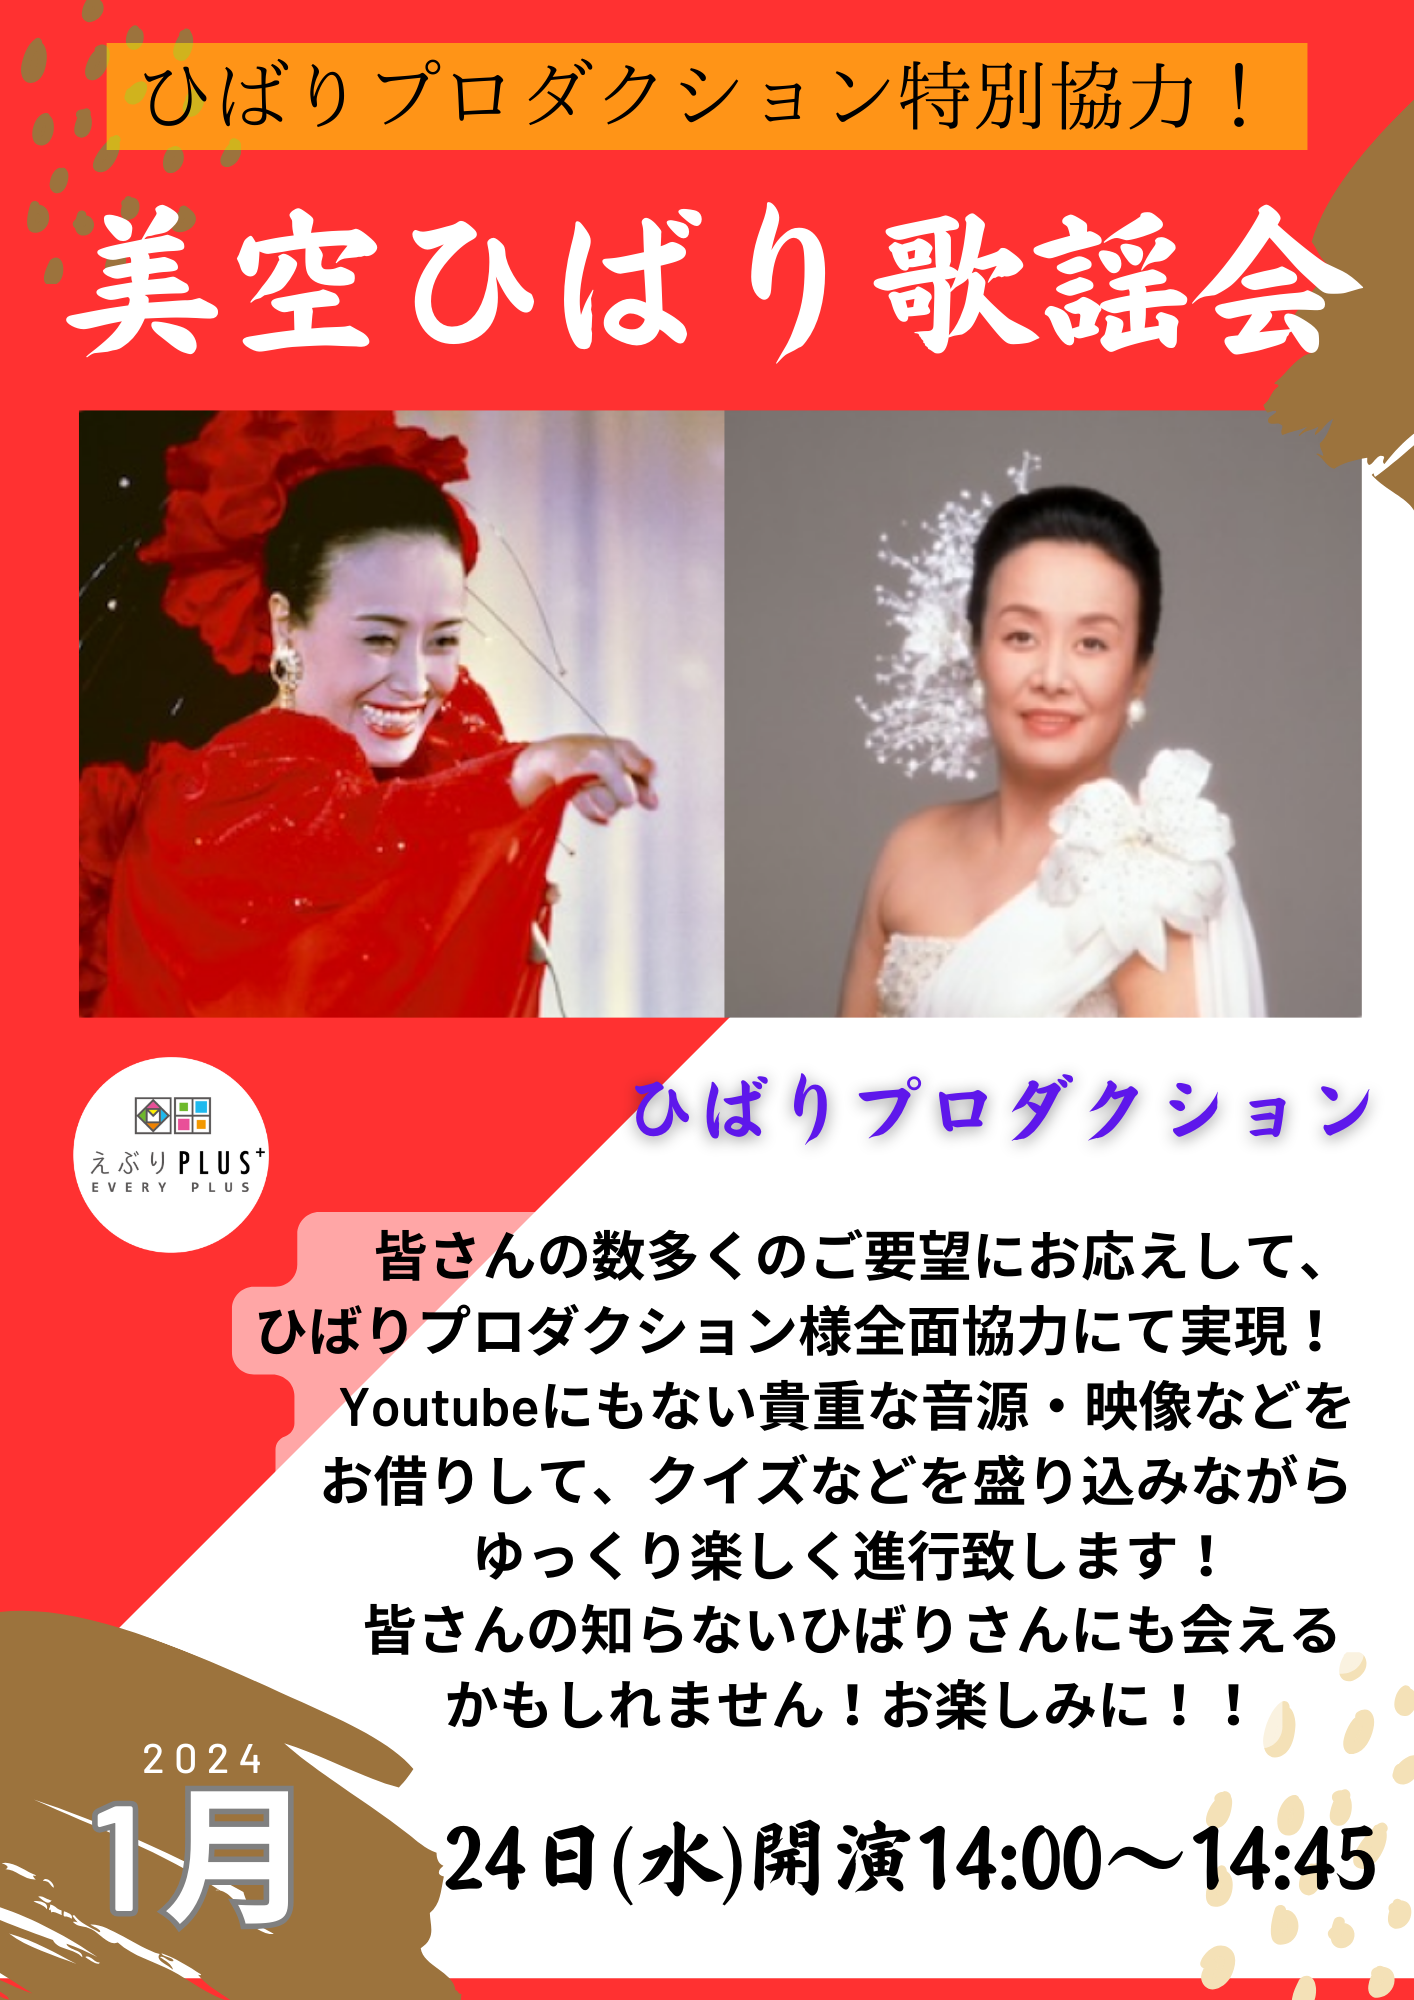 ひばりプロダクション特別協力！
美空ひばり歌謡会
ひばりプロダクション
えぶりPLUS+
EVERY PLUS
皆さんの数多くのご要望にお応えして、
ひばりプロダクション様全面協力にて実現！
Youtubeにもない貴重な音源・映像などを
お借りして、クイズなどを盛り込みながら
ゆっくり楽しく進行致します！
皆さんの知らないひばりさんにも会える
かもしれません！お楽しみに！！
2024
1月
24日(水)開演14:00〜14:45